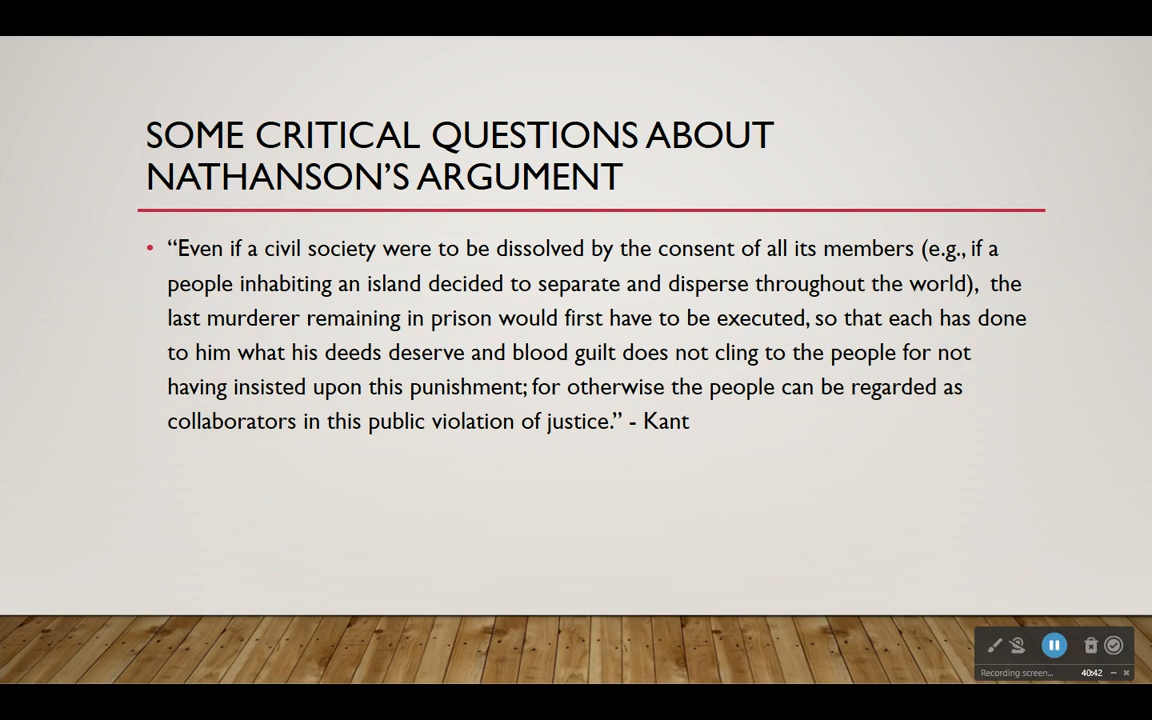 SOME CRITICAL QUESTIONS ABOUT
NATHANSON’S ARGUMENT
• “Even if a civil society were to be dissolved by the consent of all its members (e.g., if a
people inhabiting an island decided to separate and disperse throughout the world), the
last murderer remaining in prison would first have to be executed, so that each has done
to him what his deeds deserve and blood guilt does not cling to the people for not
having insisted upon this punishment; for otherwise the people can be regarded as
collaborators in this public violation of justice.” - Kant
Recording screen... 40:42